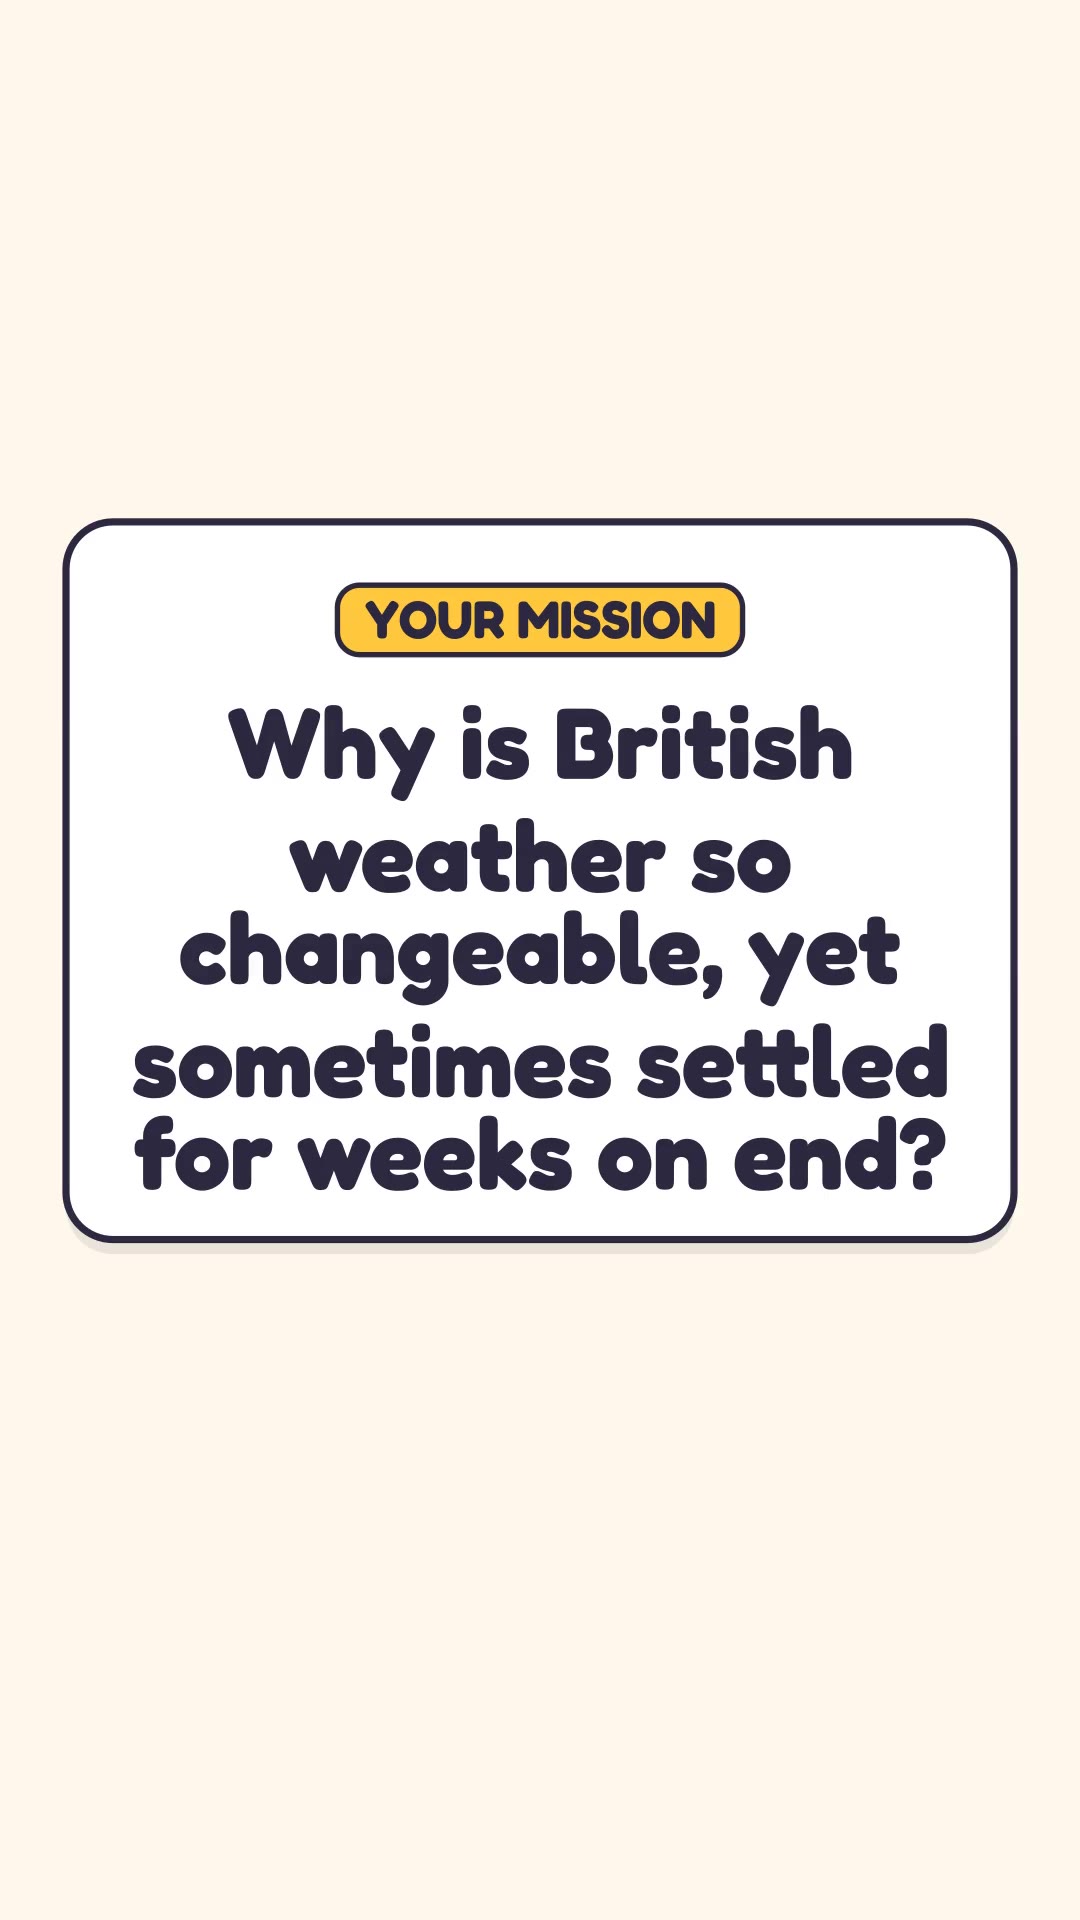 YOUR MISSION
Why is British
weather so
changeable, yet
sometimes settled
for weeks on end?